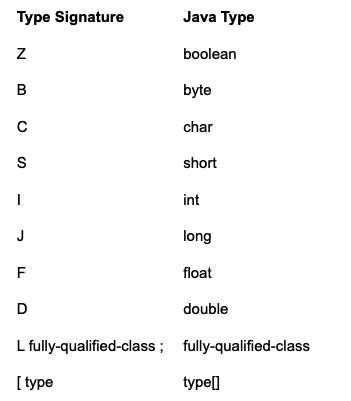 Type Signature Java Type
Z boolean
B byte
C char
S short
I int
J long
F float
D double
L fully-qualified-class ; fully-qualified-class
[ type type[]